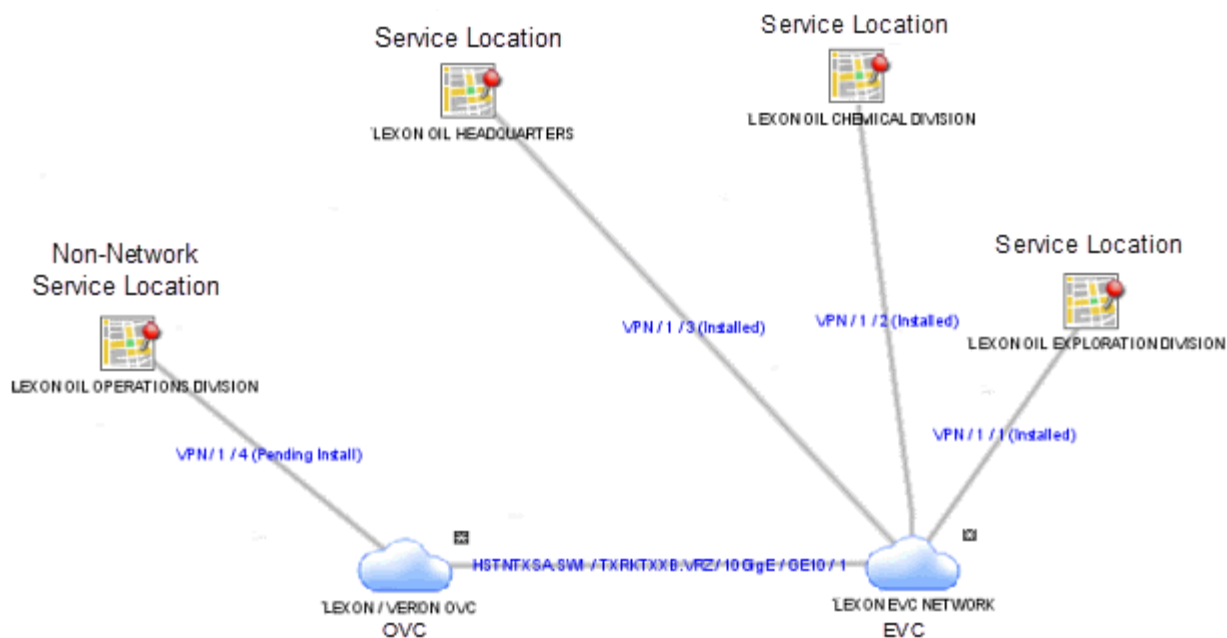 Service Location
LEXON OIL HEADQUARTERS
Service Location
LEXON OIL CHEMICAL DIVISION
Non-Network
Service Location
LEXON OIL OPERATIONS DIVISION
Service Location
LEXON OIL EXPLORATION DIVISION
VPN / 1 / 3 (Installed)
VPN / 1 / 2 (Installed)
VPN / 1 / 1 (Installed)
VPN / 1 / 4 (Pending Install)
HSTNTXSA.SWI / TXRKTXXB.VRZ / 10GigE / GE10 / 1
LEXON / VERION OVC
OVC
LEXON EVC NETWORK
EVC